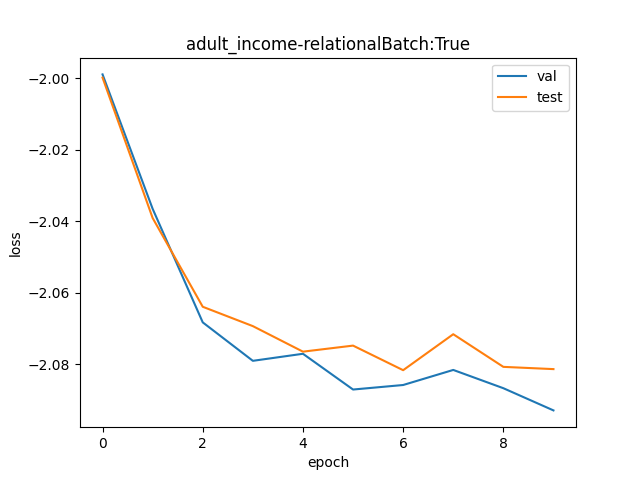 adult_income-relationalBatch:True
val
test
−2.00
−2.02
−2.04
−2.06
−2.08
loss
0
2
4
6
8
epoch